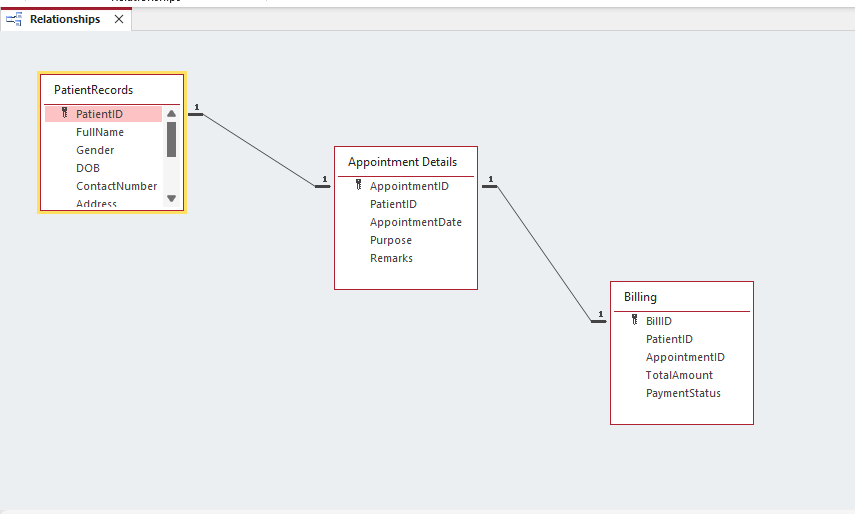 Relationships
PatientRecords
PatientID
FullName
Gender
DOB
ContactNumber
Address
1
1
Appointment Details
AppointmentID
PatientID
AppointmentDate
Purpose
Remarks
1
1
Billing
BillID
PatientID
AppointmentID
TotalAmount
PaymentStatus